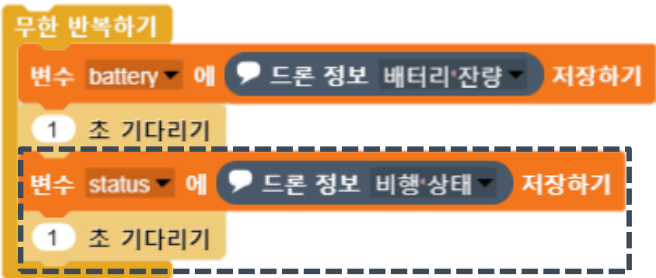 무한 반복하기
변수 battery 에 드론 정보 배터리·잔량 저장하기
1 초 기다리기
변수 status 에 드론 정보 비행·상태 저장하기
1 초 기다리기